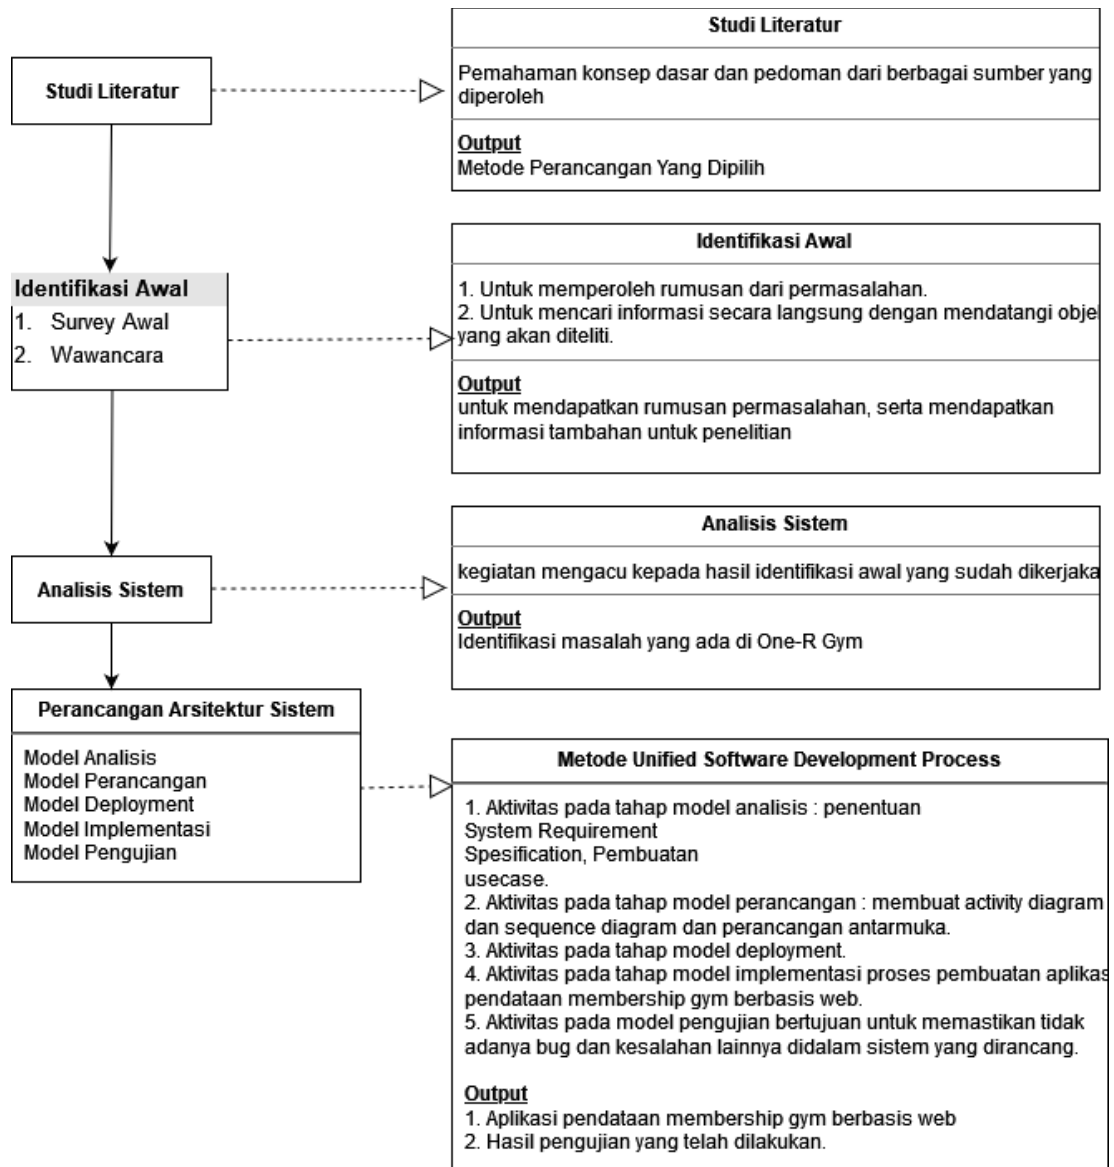 Studi Literatur
Studi Literatur
Pemahaman konsep dasar dan pedoman dari berbagai sumber yang
diperoleh
Output
Metode Perancangan Yang Dipilih
Identifikasi Awal
1. Survey Awal
2. Wawancara
Identifikasi Awal
1. Untuk memperoleh rumusan dari permasalahan.
2. Untuk mencari informasi secara langsung dengan mendatangi obje
yang akan diteliti.
Output
untuk mendapatkan rumusan permasalahan, serta mendapatkan
informasi tambahan untuk penelitian
Analisis Sistem
Analisis Sistem
kegiatan mengacu kepada hasil identifikasi awal yang sudah dikerjaka
Output
Identifikasi masalah yang ada di One-R Gym
Perancangan Arsitektur Sistem
Model Analisis
Model Perancangan
Model Deployment
Model Implementasi
Model Pengujian
Metode Unified Software Development Process
1. Aktivitas pada tahap model analisis : penentuan
System Requirement
Spesification, Pembuatan
usecase.
2. Aktivitas pada tahap model perancangan : membuat activity diagram
dan sequence diagram dan perancangan antarmuka.
3. Aktivitas pada tahap model deployment.
4. Aktivitas pada tahap model implementasi proses pembuatan aplikas
pendataan membership gym berbasis web.
5. Aktivitas pada model pengujian bertujuan untuk memastikan tidak
adanya bug dan kesalahan lainnya didalam sistem yang dirancang.
Output
1. Aplikasi pendataan membership gym berbasis web
2. Hasil pengujian yang telah dilakukan.